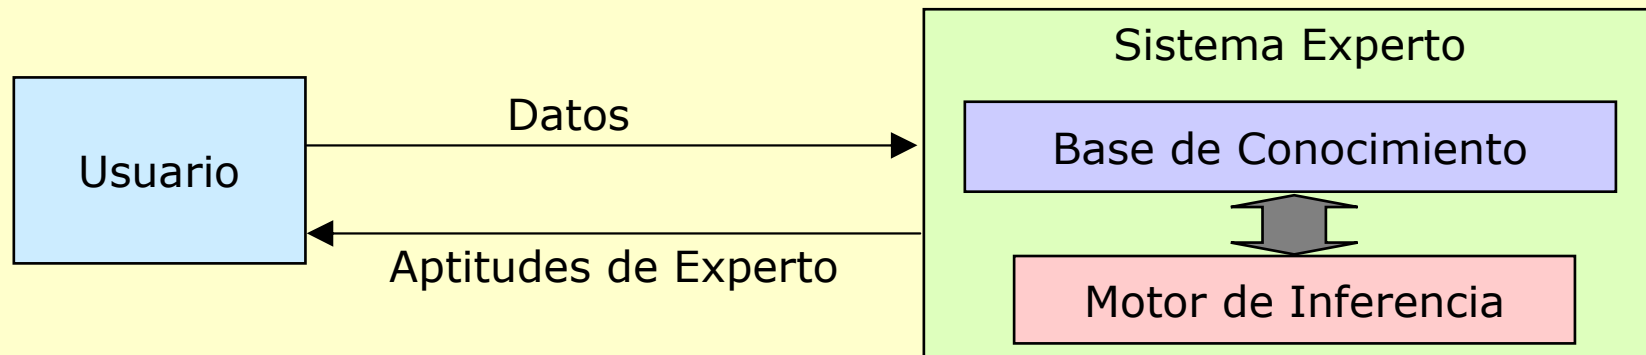 Sistema Experto
Datos
Base de Conocimiento
Usuario
Aptitudes de Experto
Motor de Inferencia